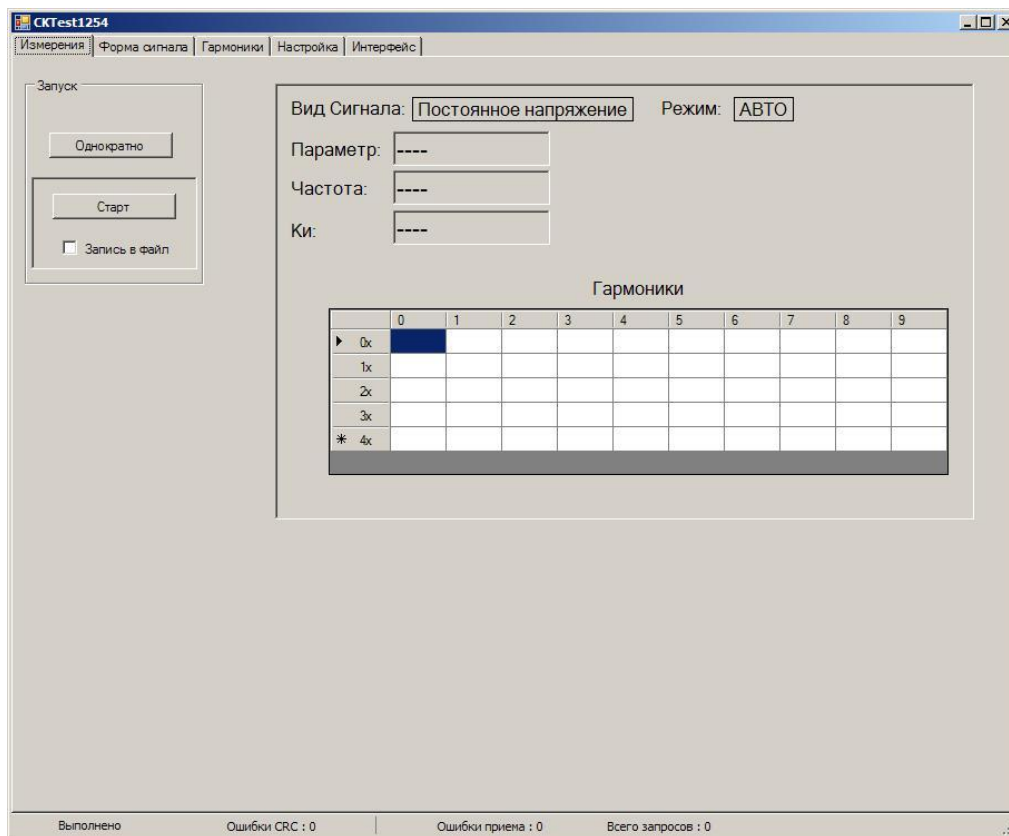 CKTest1254
Измерения Форма сигнала Гармоники Настройка Интерфейс
Запуск
Однократно
Старт
Запись в файл
Вид Сигнала: Постоянное напряжение Режим: АВТО
Параметр: ----
Частота: ----
Ки: ----
Гармоники
0 1 2 3 4 5 6 7 8 9
0x
1x
2x
3x
* 4x
Выполнено Ошибки CRC : 0 Ошибки приема : 0 Всего запросов : 0